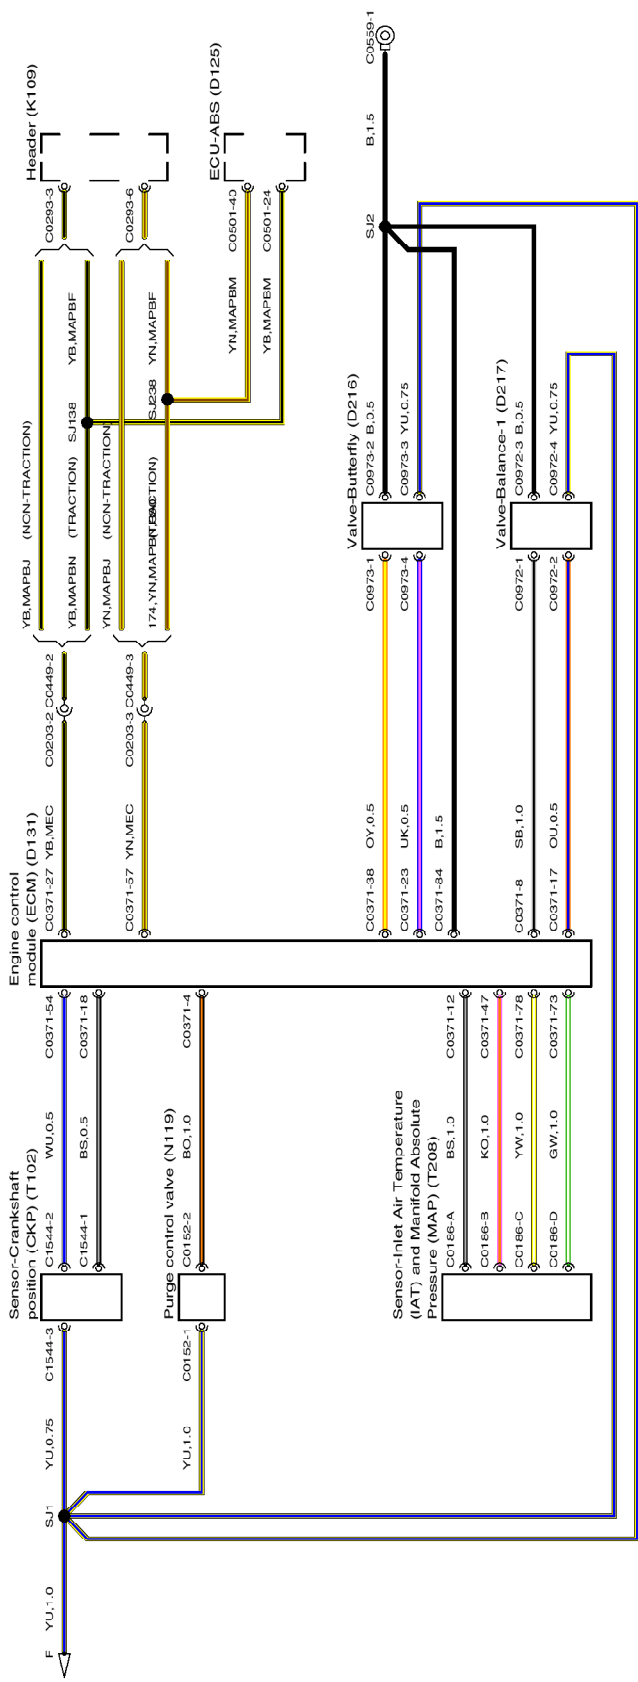 Header (K109)
ECU-ABS (D125)
C0559-1
B,1.5
SJ2
C0293-3
C0293-6
C0501-40
C0501-24
YB,MAPBF
YN,MAPBF
YN,MAPBM
YB,MAPBM
SJ138
SJ238
YB,MAPBJ (NON-TRACTION)
YB,MAPBN (TRACTION)
YN,MAPBJ (NON-TRACTION)
Valve-Butterfly (D216)
C0973-2 B,0.5
C0973-3 YU,0.75
Valve-Balance-1 (D217)
C0972-3 B,0.5
C0972-4 YU,0.75
C0973-1
C0973-4
C0972-1
C0972-2
C0203-2 C0449-2
C0203-3 C0449-3
Engine control
module (ECM) (D131)
C0371-27 YB,MEC
C0371-57 YN,MEC
C0371-38 OY,0.5
C0371-23 UK,0.5
C0371-84 B,1.5
C0371-8 SB,1.0
C0371-17 OU,0.5
C0371-54
C0371-18
C0371-4
C0371-12
C0371-47
C0371-78
C0371-73
WU,0.5
BS,0.5
BO,1.0
BS,1.0
KO,1.0
YW,1.0
GW,1.0
Sensor-Crankshaft
position (CKP) (T102)
C1544-2
C1544-1
Purge control valve (N119)
C0152-2
Sensor-Inlet Air Temperature
(IAT) and Manifold Absolute
Pressure (MAP) (T208)
C0186-A
C0186-B
C0186-C
C0186-D
C1544-3
C0152-1
YU,0.75
YU,1.0
SJ1
F YU,1.0